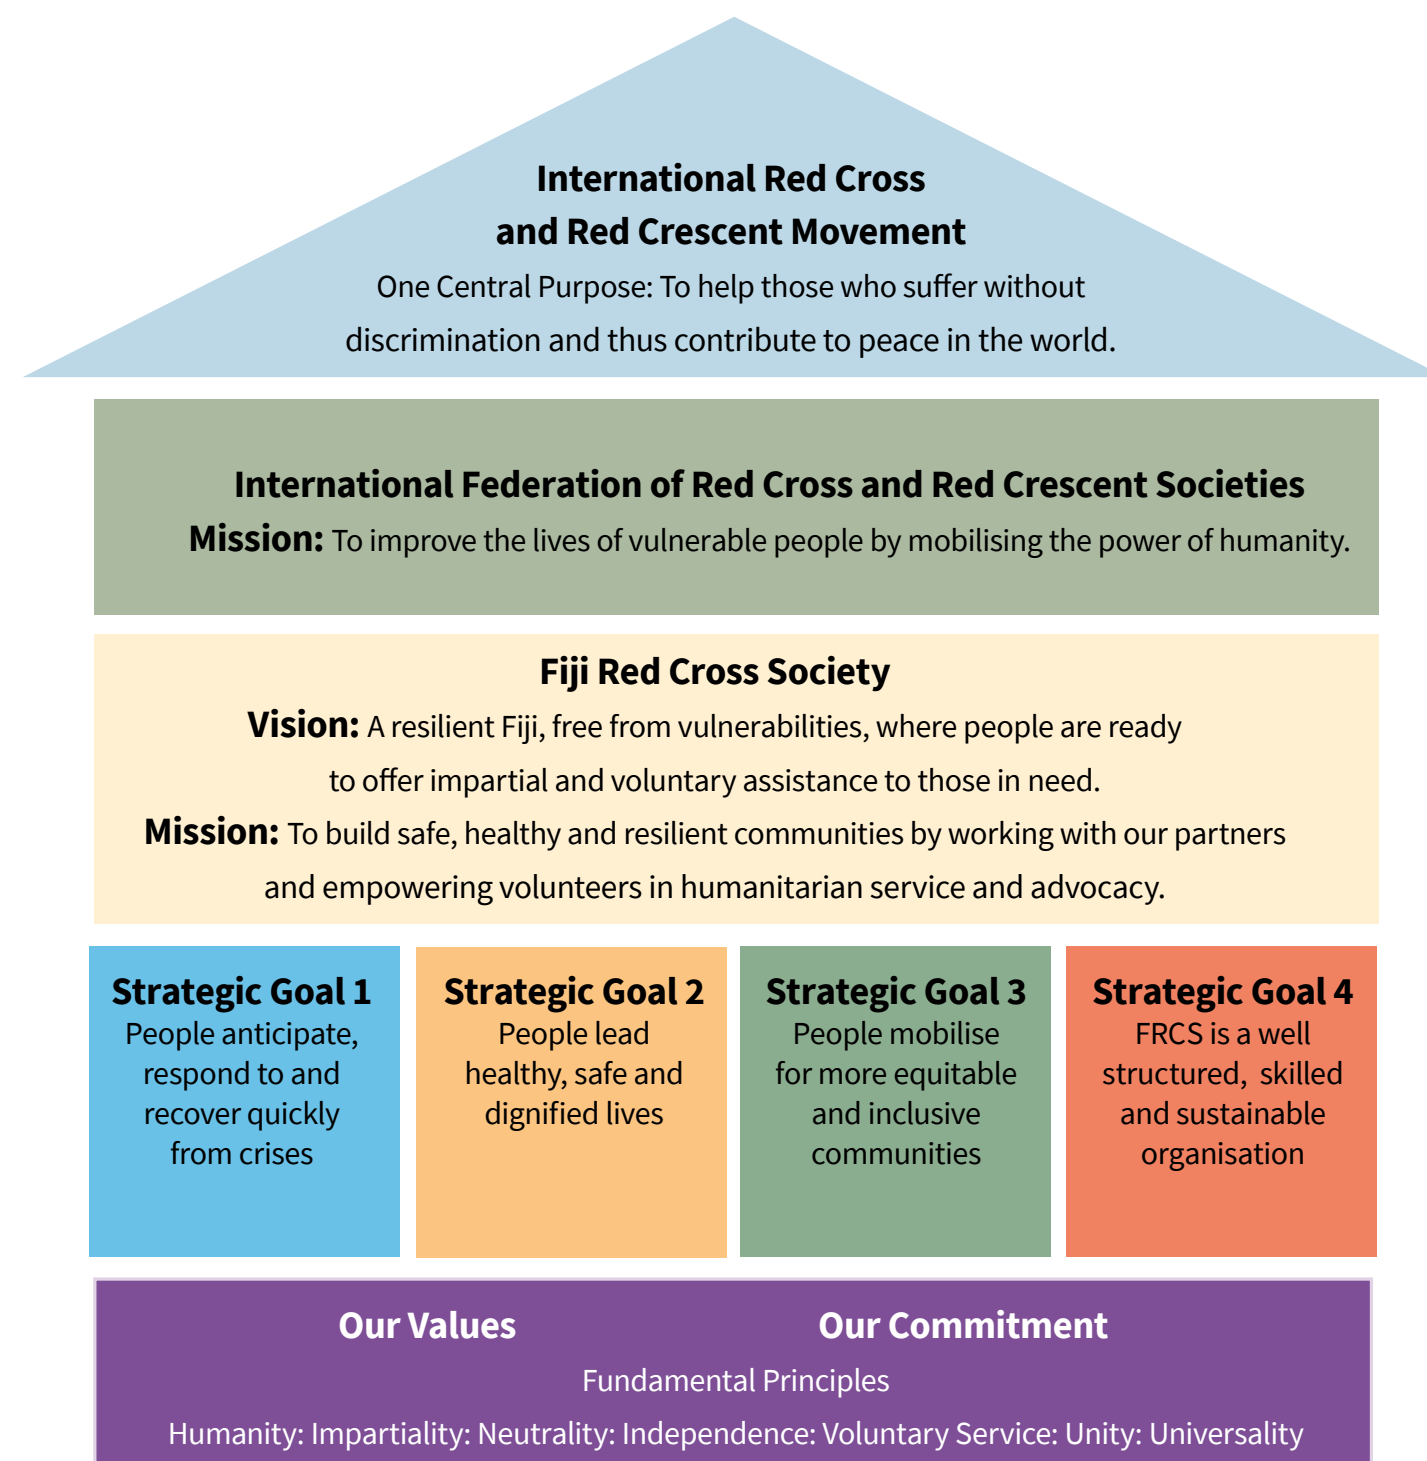 International Red Cross
and Red Crescent Movement
One Central Purpose: To help those who suffer without
discrimination and thus contribute to peace in the world.
International Federation of Red Cross and Red Crescent Societies
Mission: To improve the lives of vulnerable people by mobilising the power of humanity.
Fiji Red Cross Society
Vision: A resilient Fiji, free from vulnerabilities, where people are ready
to offer impartial and voluntary assistance to those in need.
Mission: To build safe, healthy and resilient communities by working with our partners
and empowering volunteers in humanitarian service and advocacy.
Strategic Goal 1
People anticipate,
respond to and
recover quickly
from crises
Strategic Goal 2
People lead
healthy, safe and
dignified lives
Strategic Goal 3
People mobilise
for more equitable
and inclusive
communities
Strategic Goal 4
FRCS is a well
structured, skilled
and sustainable
organisation
Our Values
Our Commitment
Fundamental Principles
Humanity: Impartiality: Neutrality: Independence: Voluntary Service: Unity: Universality